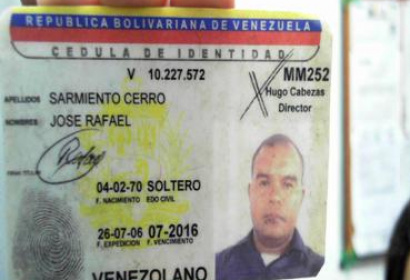 REPUBLICA BOLIVARIANA DE VENEZUELA
CEDULA DE IDENTIDAD
V 10.227.572
MM252
Hugo Cabezas
Director
APELLIDOS SARMIENTO CERRO
NOMBRES JOSE RAFAEL
04-02-70 SOLTERO
F. NACIMIENTO EDO CIVIL
26-07-06 07-2016
F. EXPEDICION F. VENCIMIENTO
VENEZOLANO